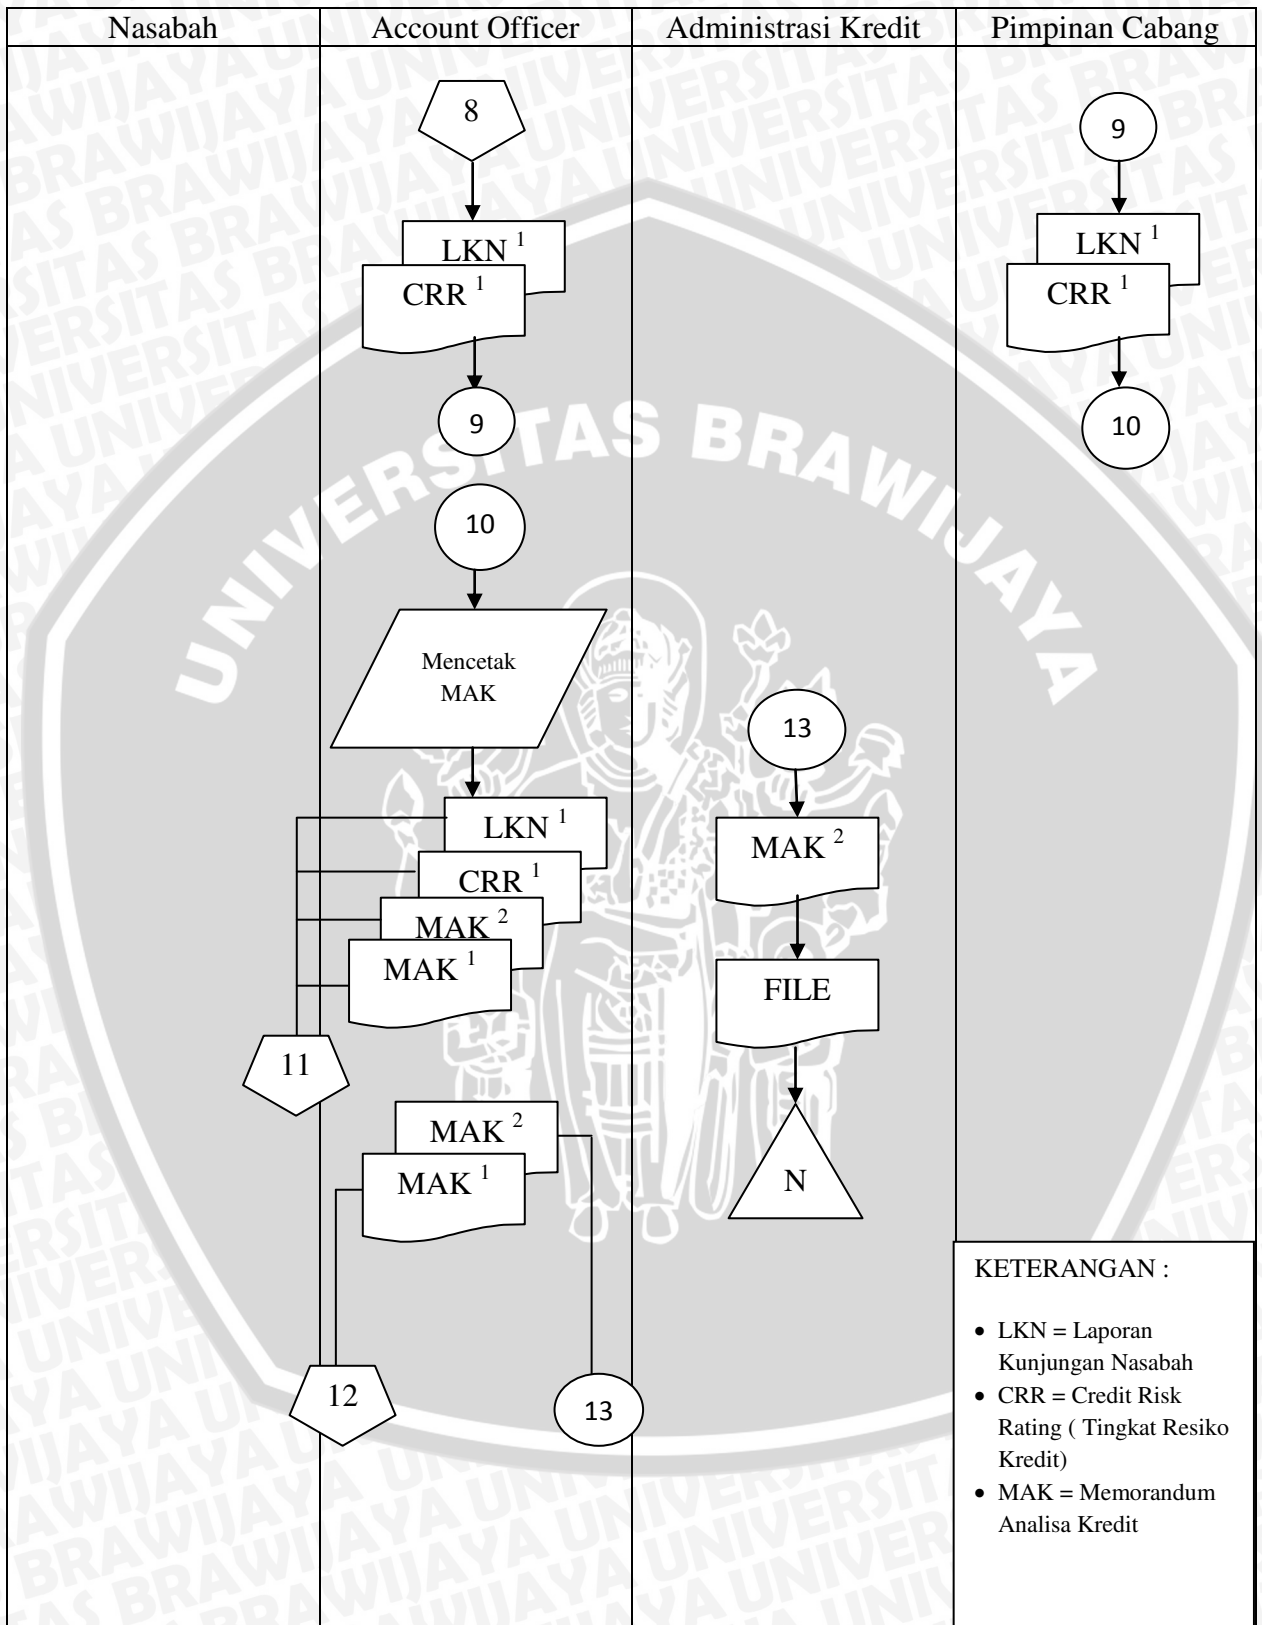 Nasabah
Account Officer
Administrasi Kredit
Pimpinan Cabang
8
LKN 1
CRR 1
9
10
Mencetak
MAK
LKN 1
CRR 1
MAK 2
MAK 1
11
MAK 2
MAK 1
12
13
13
MAK 2
FILE
N
9
LKN 1
CRR 1
10
KETERANGAN :
• LKN = Laporan
Kunjungan Nasabah
• CRR = Credit Risk
Rating ( Tingkat Resiko
Kredit)
• MAK = Memorandum
Analisa Kredit
UNIVERSITAS BRAWIJAYA